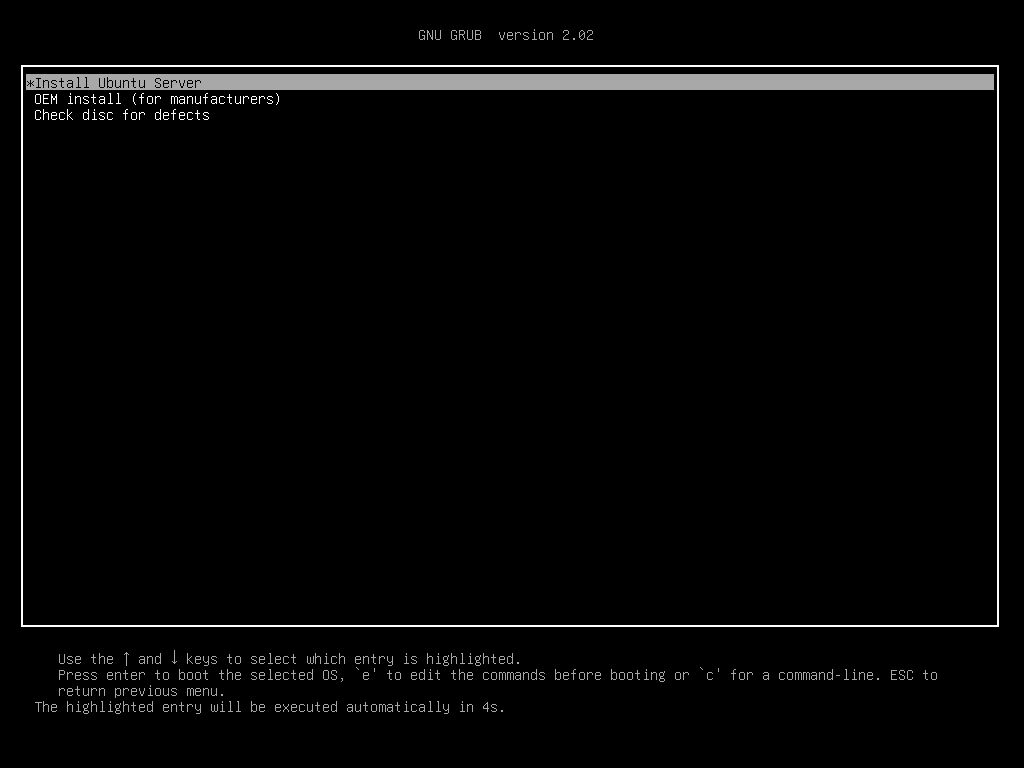 GNU GRUB  version 2.02
*Install Ubuntu Server
OEM install (for manufacturers)
Check disc for defects
Use the ↑ and ↓ keys to select which entry is highlighted.
Press enter to boot the selected OS, `e' to edit the commands before booting or `c' for a command-line. ESC to
return previous menu.
The highlighted entry will be executed automatically in 4s.